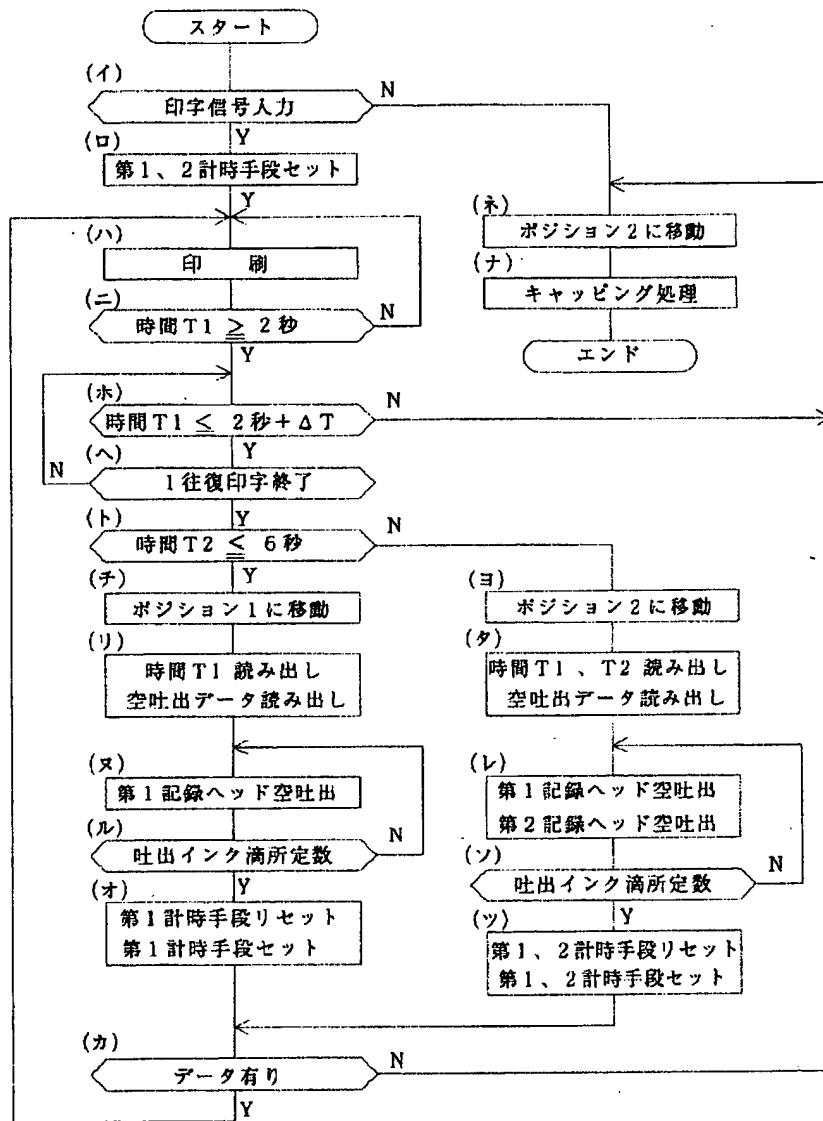 スタート
(イ)
印字信号入力
N
Y
(ロ)
第1、2計時手段セット
Y
(ハ)
印 刷
(ニ)
時間T1 ≧ 2秒
N
Y
(ホ)
時間T1 ≦ 2秒+ΔT
N
Y
(ヘ)
1往復印字終了
N
Y
(ト)
時間T2 ≦ 6秒
N
Y
(チ)
ポジション1に移動
(リ)
時間T1 読み出し
空吐出データ読み出し
(ヌ)
第1記録ヘッド空吐出
(ル)
吐出インク滴所定数
N
Y
(オ)
第1計時手段リセット
第1計時手段セット
(カ)
データ有り
N
Y
(ネ)
ポジション2に移動
(ナ)
キャッピング処理
エンド
(ヨ)
ポジション2に移動
(タ)
時間T1、T2 読み出し
空吐出データ読み出し
(レ)
第1記録ヘッド空吐出
第2記録ヘッド空吐出
(ソ)
吐出インク滴所定数
N
Y
(ツ)
第1、2計時手段リセット
第1、2計時手段セット